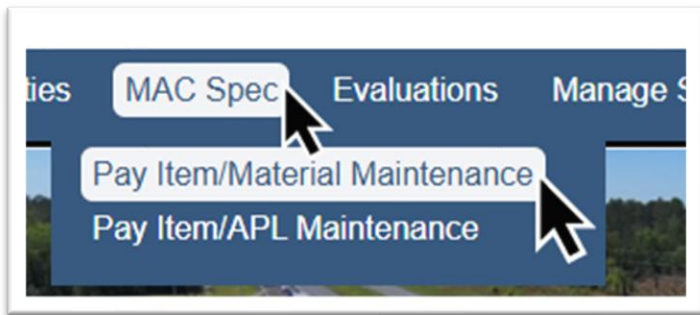 ties MAC Spec Evaluations Manage S
Pay Item/Material Maintenance
Pay Item/APL Maintenance